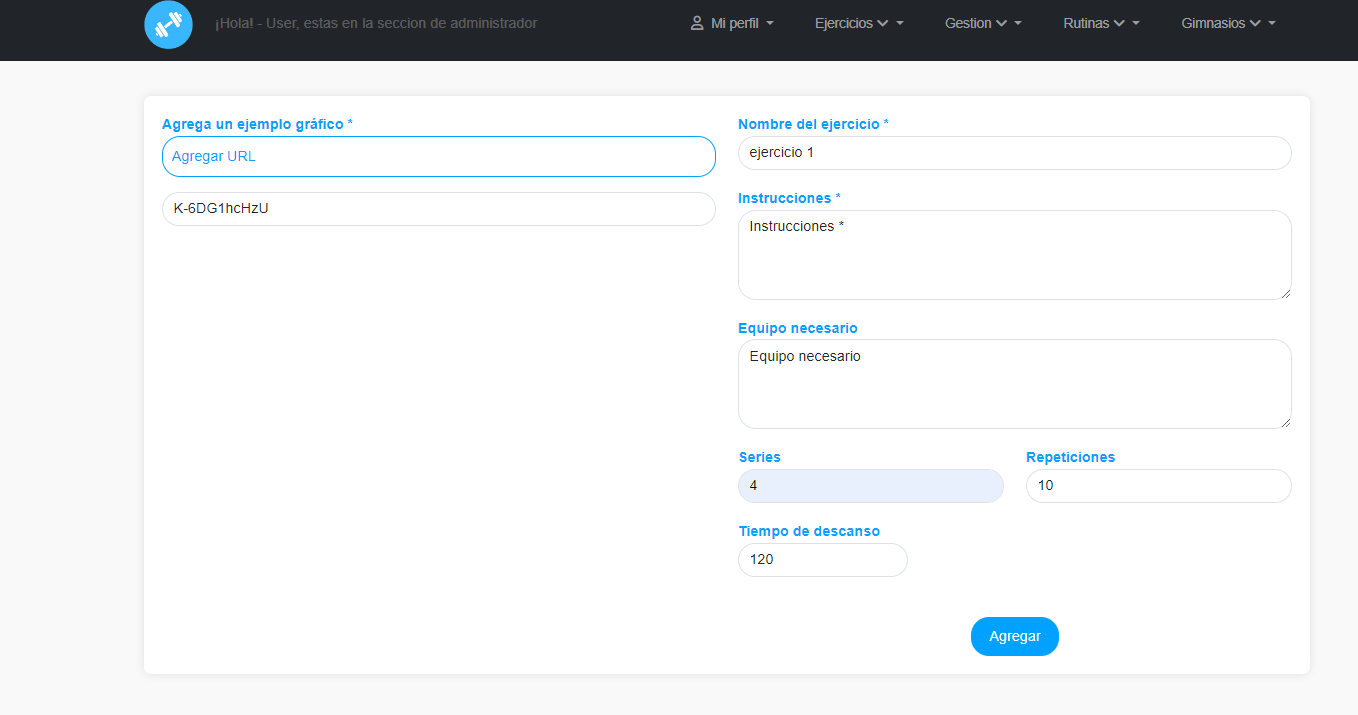 ¡Hola! - User, estas en la seccion de administrador
Mi perfil
Ejercicios
Gestion
Rutinas
Gimnasios
Agrega un ejemplo gráfico *
Agregar URL
K-6DG1hcHzU
Nombre del ejercicio *
ejercicio 1
Instrucciones *
Instrucciones *
Equipo necesario
Equipo necesario
Series
4
Repeticiones
10
Tiempo de descanso
120
Agregar